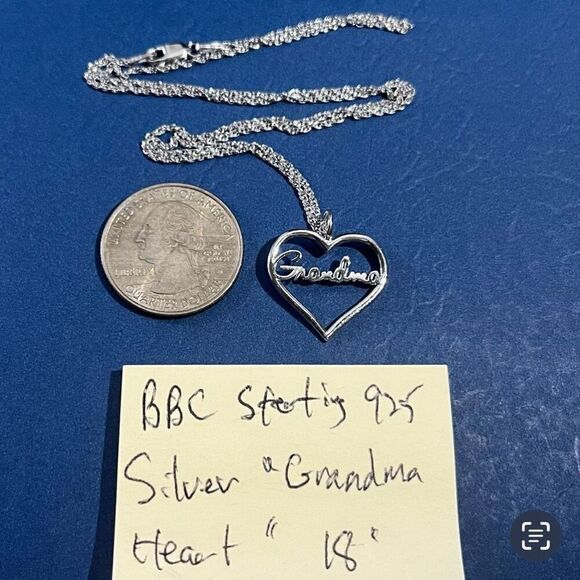 UNITED STATES OF AMERICA
LIBERTY
QUARTER DOLLAR
Grandma
BBC Sterling 925
Silver "Grandma
Heart" 18"